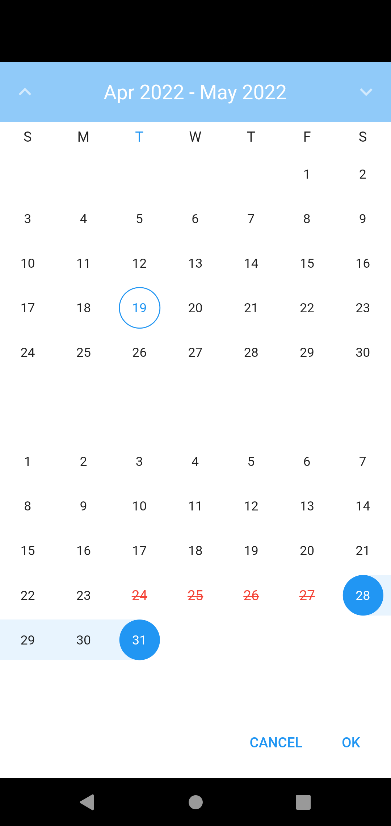 Apr 2022 - May 2022
S M T W T F S
1 2
3 4 5 6 7 8 9
10 11 12 13 14 15 16
17 18 19 20 21 22 23
24 25 26 27 28 29 30
1 2 3 4 5 6 7
8 9 10 11 12 13 14
15 16 17 18 19 20 21
22 23 24 25 26 27 28
29 30 31
CANCEL OK